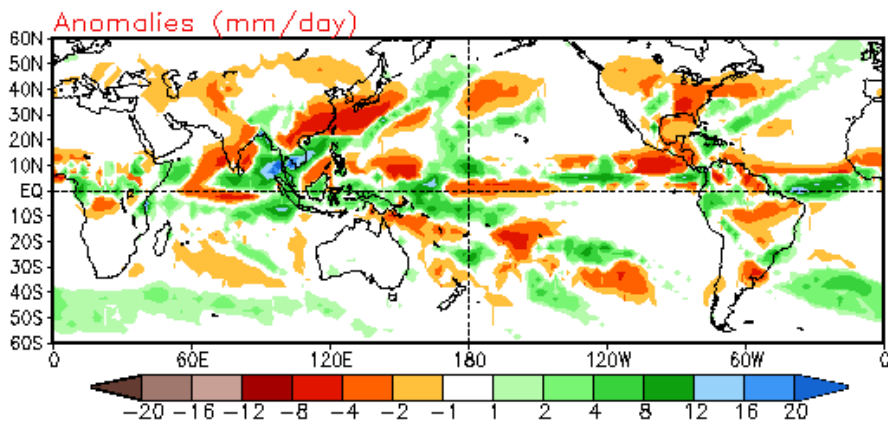 Anomalies (mm/day)
60N
50N
40N
30N
20N
10N
EQ
10S
20S
30S
40S
50S
60S
0 60E 120E 180 120W 60W 0
-20 -16 -12 -8 -4 -2 -1 1 2 4 8 12 16 20